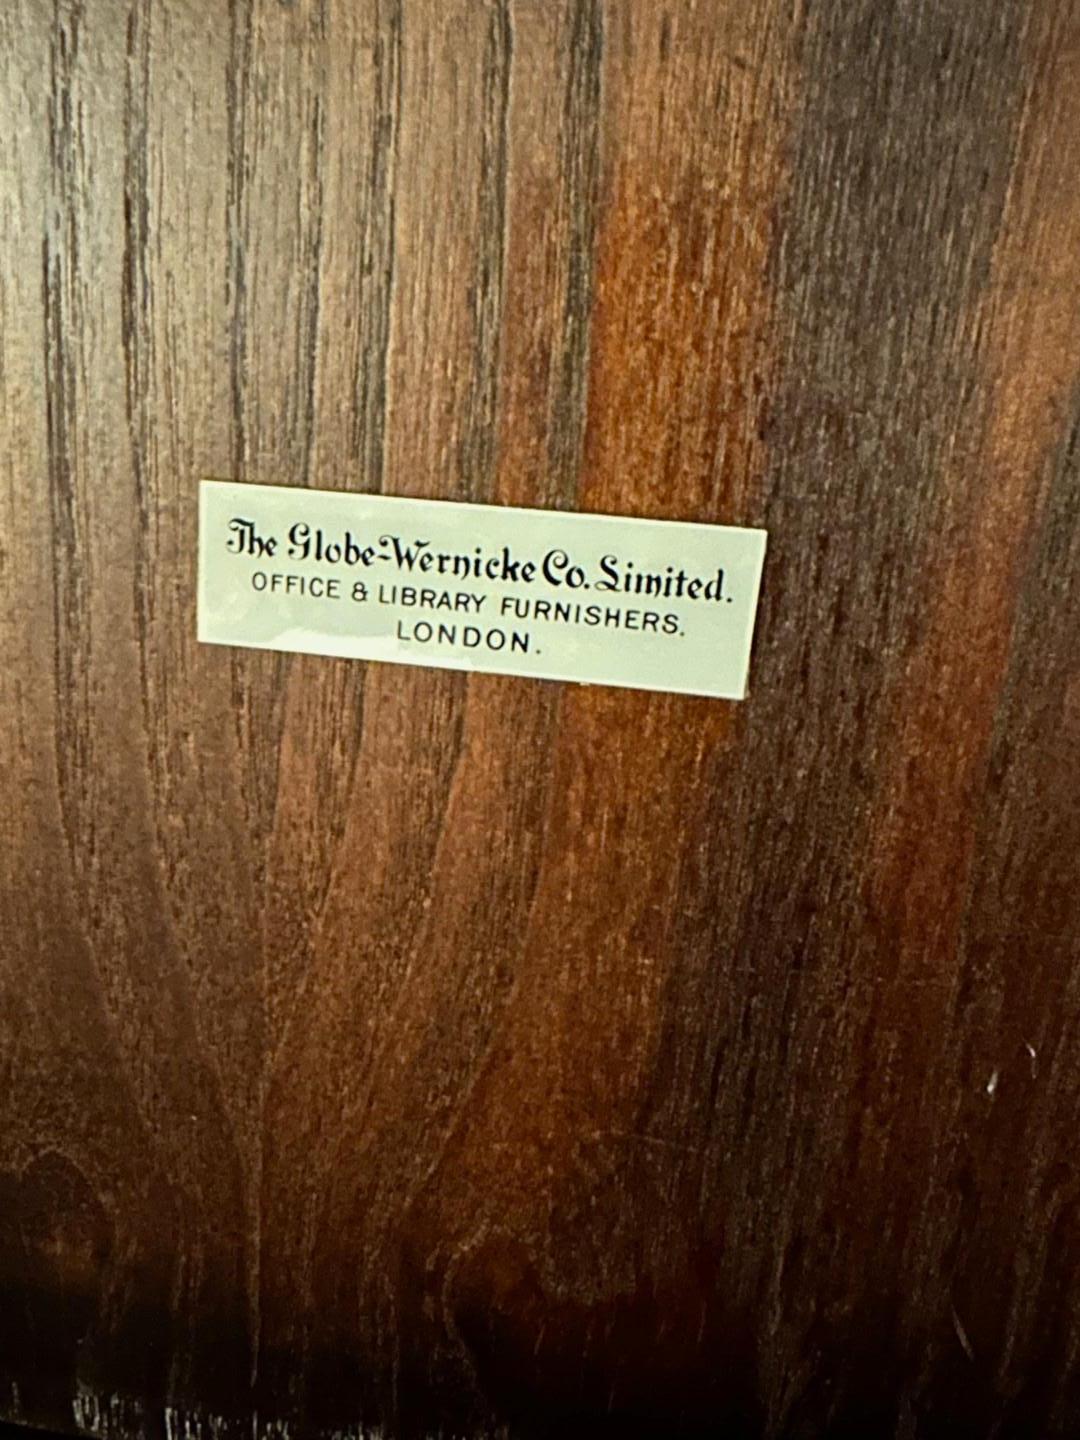 The Globe-Wernicke Co. Limited.
OFFICE & LIBRARY FURNISHERS.
LONDON.